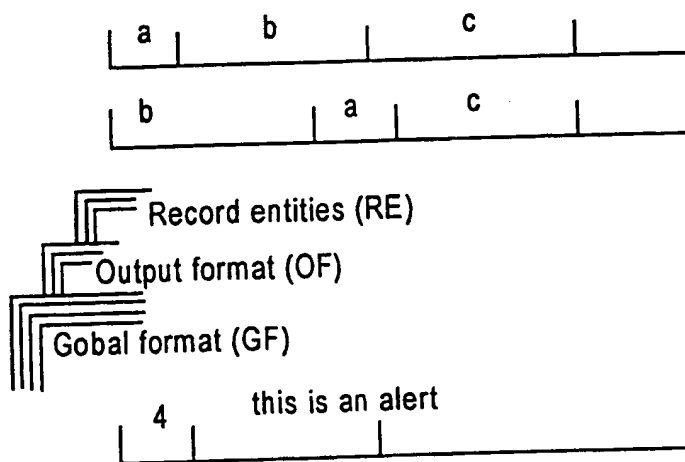 a b c
b a c
Record entities (RE)
Output format (OF)
Gobal format (GF)
4 this is an alert